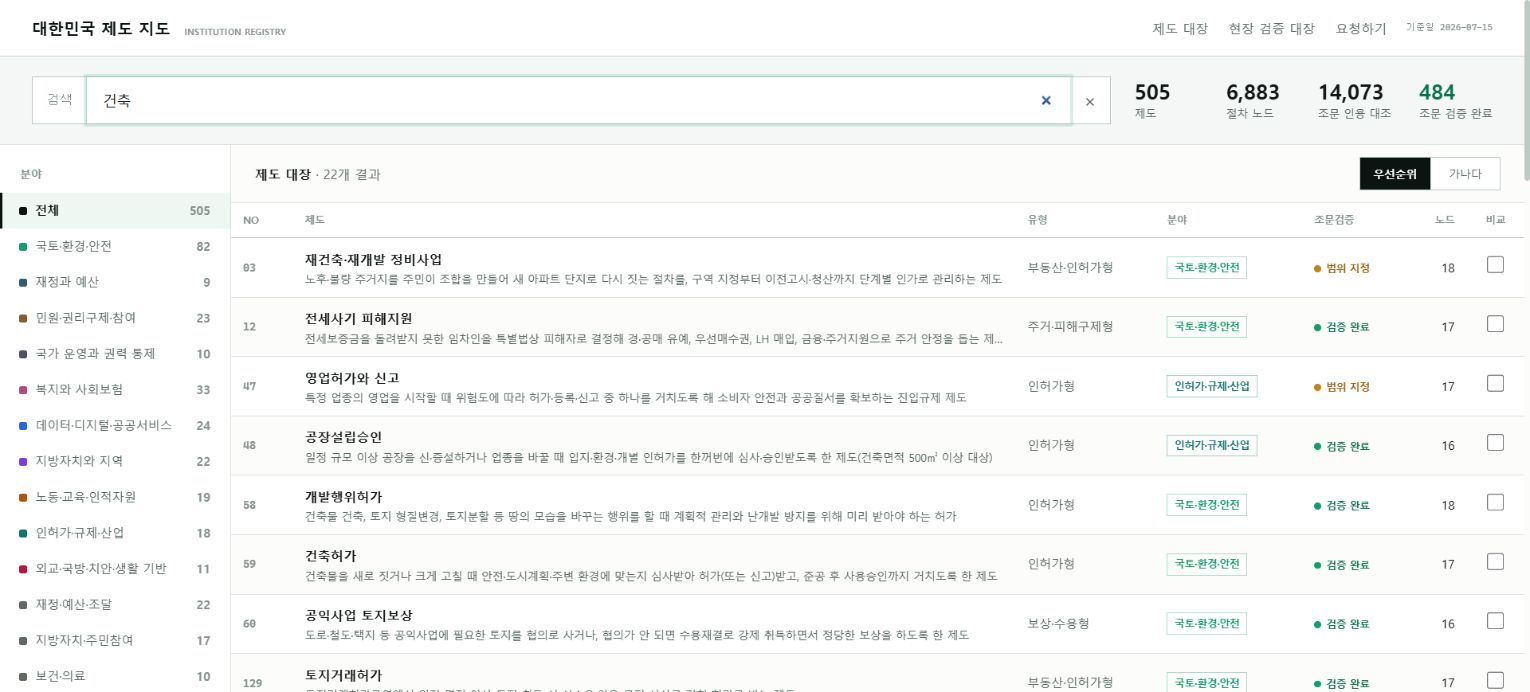 대한민국 제도 지도 INSTITUTION REGISTRY
제도 대장 현장 검증 대장 요청하기 기준일 2026-07-15
검색 건축 × ×
505 6,883 14,073 484
제도 절차 노드 조문 인용 대조 조문 검증 완료
분야
전체 505
국토·환경·안전 82
재정과 예산 9
민원·권리구제·참여 23
국가 운영과 권력 통제 10
복지와 사회보험 33
데이터·디지털·공공서비스 24
지방자치와 지역 22
노동·교육·인적자원 19
인허가·규제·산업 18
외교·국방·치안·생활 기반 11
재정·예산·조달 22
지방자치·주민참여 17
보건·의료 10
제도 대장 · 22개 결과
우선순위 가나다
NO 제도 유형 분야 조문검증 노드 비교
03 재건축·재개발 정비사업 부동산·인허가형 국토·환경·안전 범위 지정 18
노후·불량 주거지를 주민이 조합을 만들어 새 아파트 단지로 다시 짓는 절차를, 구역 지정부터 이전고시·청산까지 단계별 인가로 관리하는 제도
12 전세사기 피해지원 주거·피해구제형 국토·환경·안전 검증 완료 17
전세보증금을 돌려받지 못한 임차인을 특별법상 피해자로 결정해 경·공매 유예, 우선매수권, LH 매입, 금융·주거지원으로 주거 안정을 돕는 제...
47 영업허가와 신고 인허가형 인허가·규제·산업 범위 지정 17
특정 업종의 영업을 시작할 때 위험도에 따라 허가·등록·신고 중 하나를 거치도록 해 소비자 안전과 공공질서를 확보하는 진입규제 제도
48 공장설립승인 인허가형 인허가·규제·산업 검증 완료 16
일정 규모 이상 공장을 신·증설하거나 업종을 바꿀 때 입지·환경·개별 인허가를 한꺼번에 심사·승인받도록 한 제도(건축면적 500㎡ 이상 대상)
58 개발행위허가 인허가형 국토·환경·안전 검증 완료 18
건축물 건축, 토지 형질변경, 토지분할 등 땅의 모습을 바꾸는 행위를 할 때 계획적 관리와 난개발 방지를 위해 미리 받아야 하는 허가
59 건축허가 인허가형 국토·환경·안전 검증 완료 17
건축물을 새로 짓거나 크게 고칠 때 안전·도시계획·주변 환경에 맞는지 심사받아 허가(또는 신고)받고, 준공 후 사용승인까지 거치도록 한 제도
60 공익사업 토지보상 보상·수용형 국토·환경·안전 검증 완료 16
도로·철도·택지 등 공익사업에 필요한 토지를 협의로 사거나, 협의가 안 되면 수용재결로 강제 취득하면서 정당한 보상을 하도록 한 제도
129 토지거래허가 부동산·인허가형 국토·환경·안전 검증 완료 17